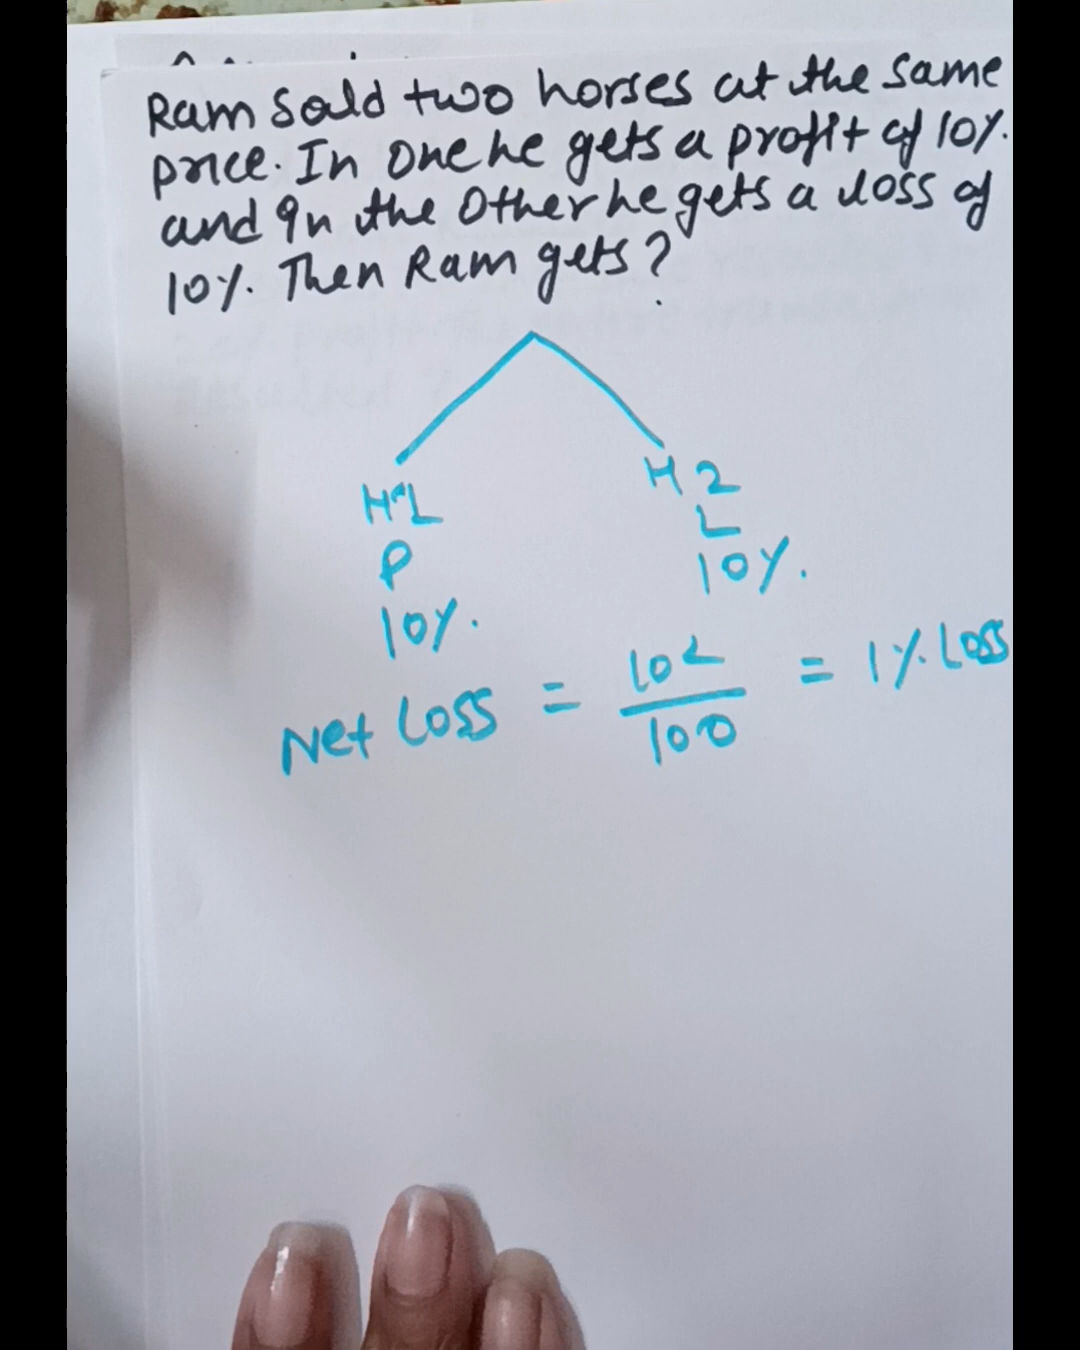 Ram Sold two horses at the same
price. In one he gets a profit of 10%.
and in the other he gets a loss of
10%. Then Ram gets?
H1 H2
P L
10% 10%.
Net Loss = 10² / 100 = 1% Loss